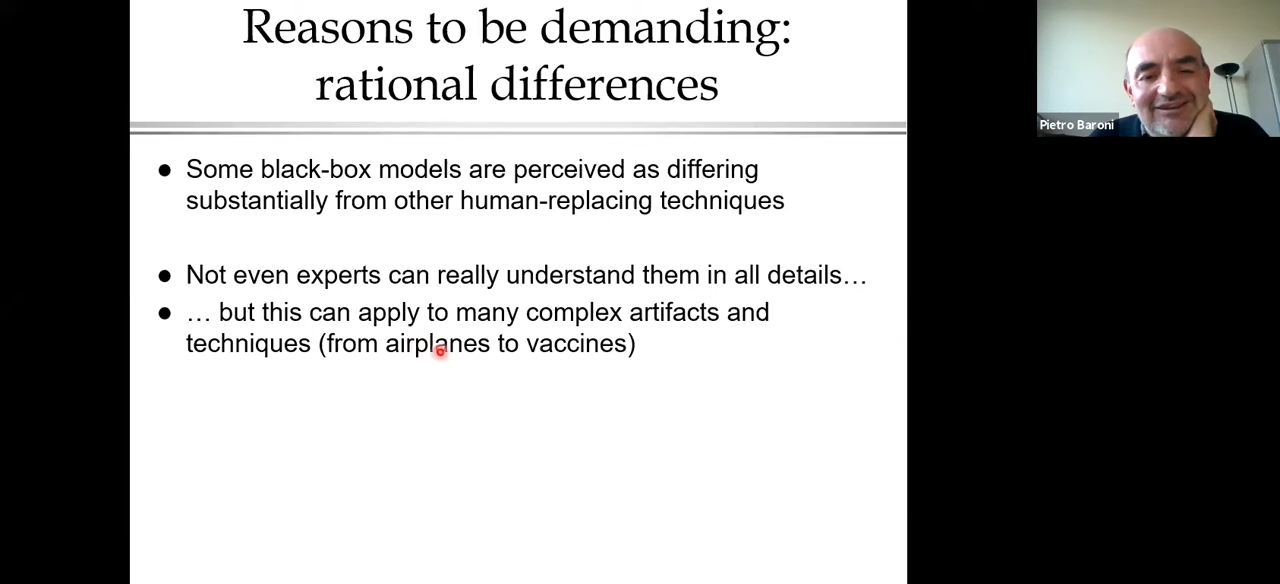 Reasons to be demanding:
rational differences
Pietro Baroni
● Some black-box models are perceived as differing
substantially from other human-replacing techniques
● Not even experts can really understand them in all details…
● … but this can apply to many complex artifacts and
techniques (from airplanes to vaccines)